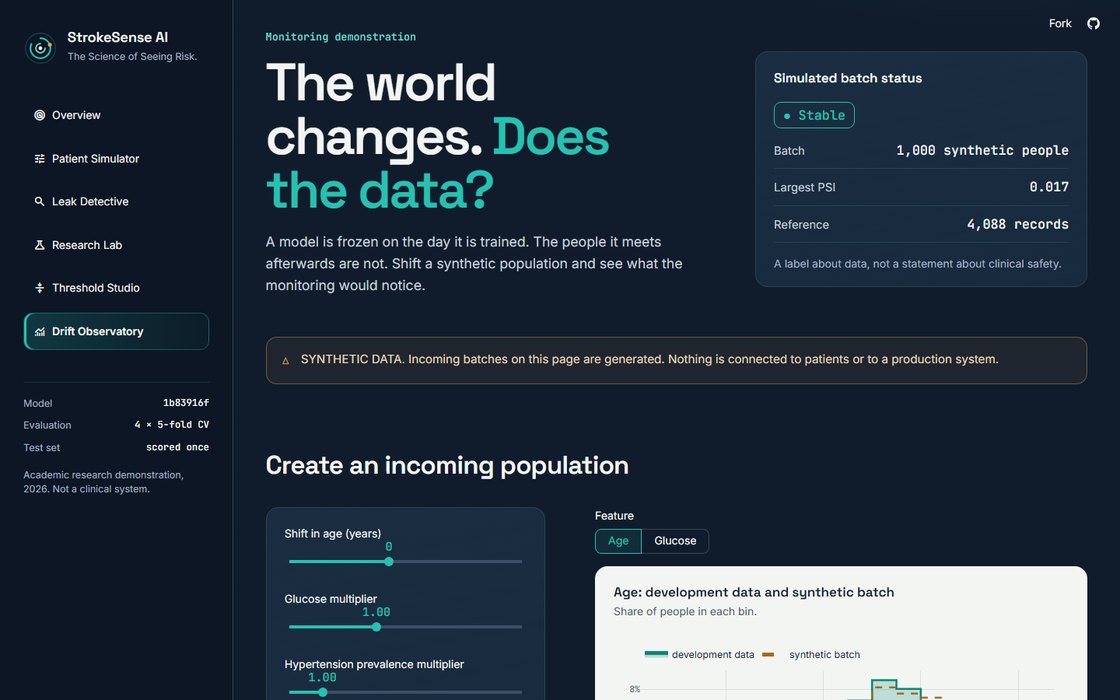 StrokeSense AI
The Science of Seeing Risk.
Overview
Patient Simulator
Leak Detective
Research Lab
Threshold Studio
Drift Observatory
Model 1b83916f
Evaluation 4 × 5-fold CV
Test set scored once
Academic research demonstration,
2026. Not a clinical system.
Fork
Monitoring demonstration
The world
changes. Does
the data?
A model is frozen on the day it is trained. The people it meets
afterwards are not. Shift a synthetic population and see what the
monitoring would notice.
Simulated batch status
Stable
Batch 1,000 synthetic people
Largest PSI 0.017
Reference 4,088 records
A label about data, not a statement about clinical safety.
SYNTHETIC DATA. Incoming batches on this page are generated. Nothing is connected to patients or to a production system.
Create an incoming population
Shift in age (years)
0
Glucose multiplier
1.00
Hypertension prevalence multiplier
1.00
Feature
Age Glucose
Age: development data and synthetic batch
Share of people in each bin.
development data synthetic batch
8%